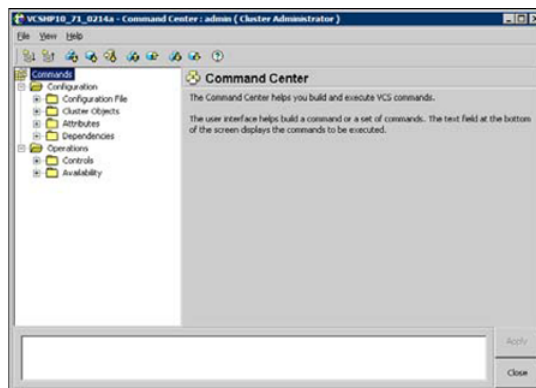 VCSHP10_71_0214a - Command Center : admin ( Cluster Administrator )
File View Help
Commands
Configuration
Configuration File
Cluster Objects
Attributes
Dependencies
Operations
Controls
Availability
Command Center
The Command Center helps you build and execute VCS commands.
The user interface helps build a command or a set of commands. The text field at the bottom
of the screen displays the commands to be executed.
Apply
Close